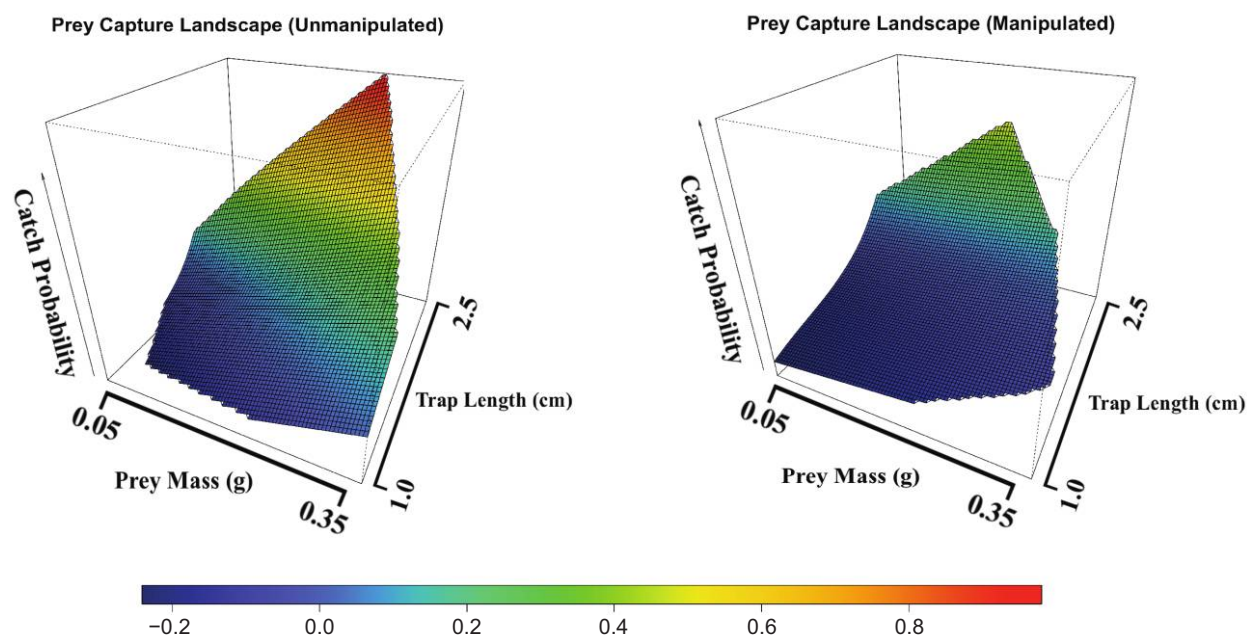 Prey Capture Landscape (Unmanipulated)
Catch Probability
0.05
Prey Mass (g)
0.35
1.0
Trap Length (cm)
2.5
Prey Capture Landscape (Manipulated)
Catch Probability
0.05
Prey Mass (g)
0.35
1.0
Trap Length (cm)
2.5
−0.2 0.0 0.2 0.4 0.6 0.8